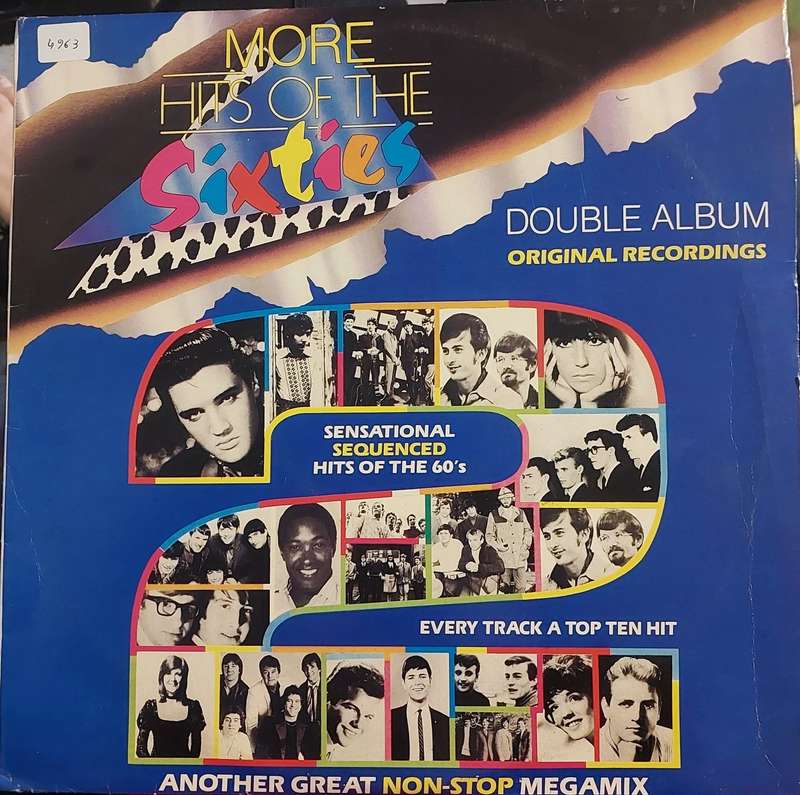 4963
MORE
HITS OF THE
Sixties
DOUBLE ALBUM
ORIGINAL RECORDINGS
SENSATIONAL
SEQUENCED
HITS OF THE 60's
EVERY TRACK A TOP TEN HIT
ANOTHER GREAT NON-STOP MEGAMIX